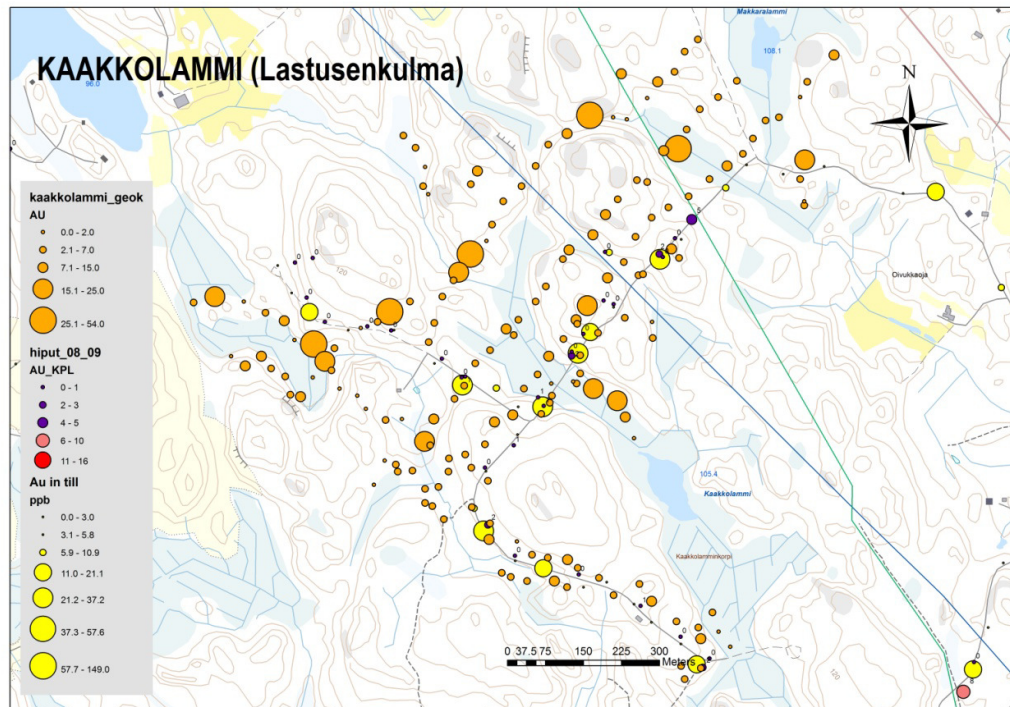 KAAKKOLAMMI (Lastusenkulma)
Makkaralammi
108.1
96.0
N
kaakkolammi_geok
AU
0.0 - 2.0
2.1 - 7.0
7.1 - 15.0
15.1 - 25.0
25.1 - 54.0
hiput_08_09
AU_KPL
0 - 1
2 - 3
4 - 5
6 - 10
11 - 16
Au in till
ppb
0.0 - 3.0
3.1 - 5.8
5.9 - 10.9
11.0 - 21.1
21.2 - 37.2
37.3 - 57.6
57.7 - 149.0
Oivukkaoja
120
105.4
Kaakkolammi
Kaakkolamminkorpi
0 37.5 75 150 225 300
Meters
120